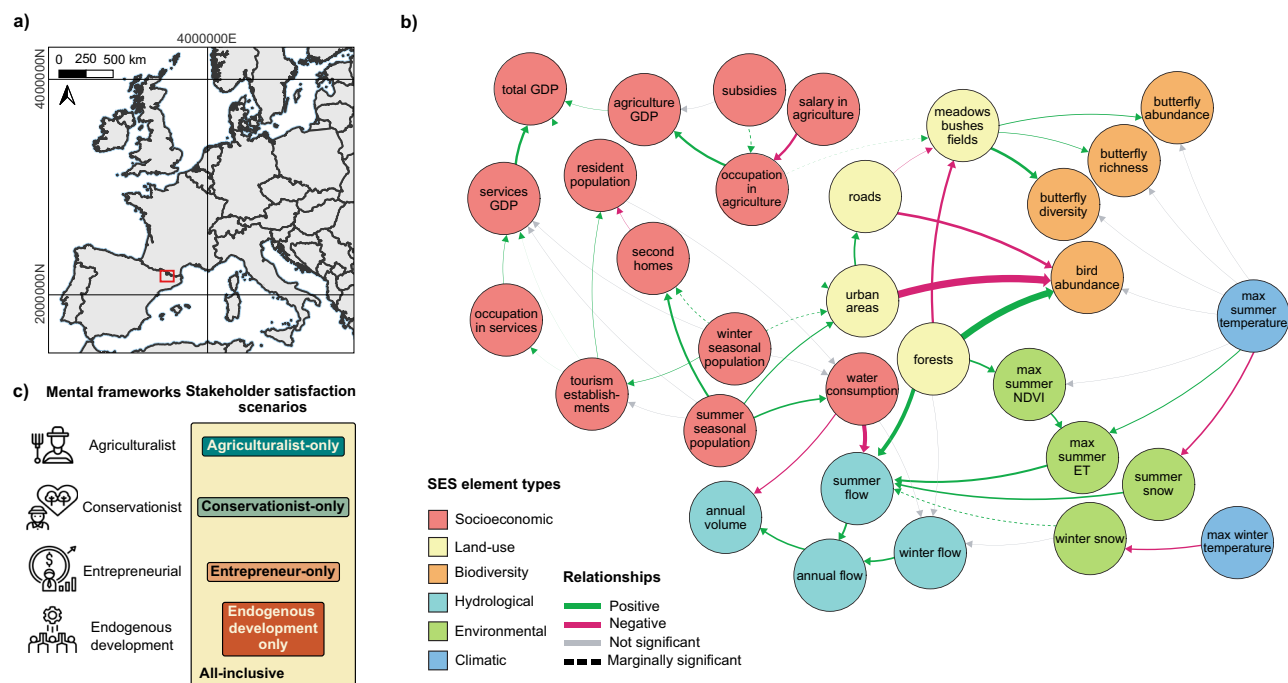 a)
4000000E
0 250 500 km
4000000N
2000000N
b)
total GDP
agriculture
GDP
subsidies
salary in
agriculture
meadows
bushes
fields
butterfly
abundance
butterfly
richness
butterfly
diversity
resident
population
occupation
in
agriculture
services
GDP
roads
second
homes
bird
abundance
urban
areas
max
summer
temperature
occupation
in services
winter
seasonal
population
forests
tourism
establish-
ments
water
consumption
max
summer
NDVI
summer
seasonal
population
max
summer
ET
summer
flow
summer
snow
annual
volume
annual flow
winter flow
winter snow
max winter
temperature
SES element types
Socioeconomic
Land-use
Biodiversity
Hydrological
Environmental
Climatic
Relationships
Positive
Negative
Not significant
Marginally significant
c)
Mental frameworks
Stakeholder satisfaction
scenarios
Agriculturalist
Agriculturalist-only
Conservationist
Conservationist-only
Entrepreneurial
Entrepreneur-only
Endogenous
development
Endogenous
development
only
All-inclusive